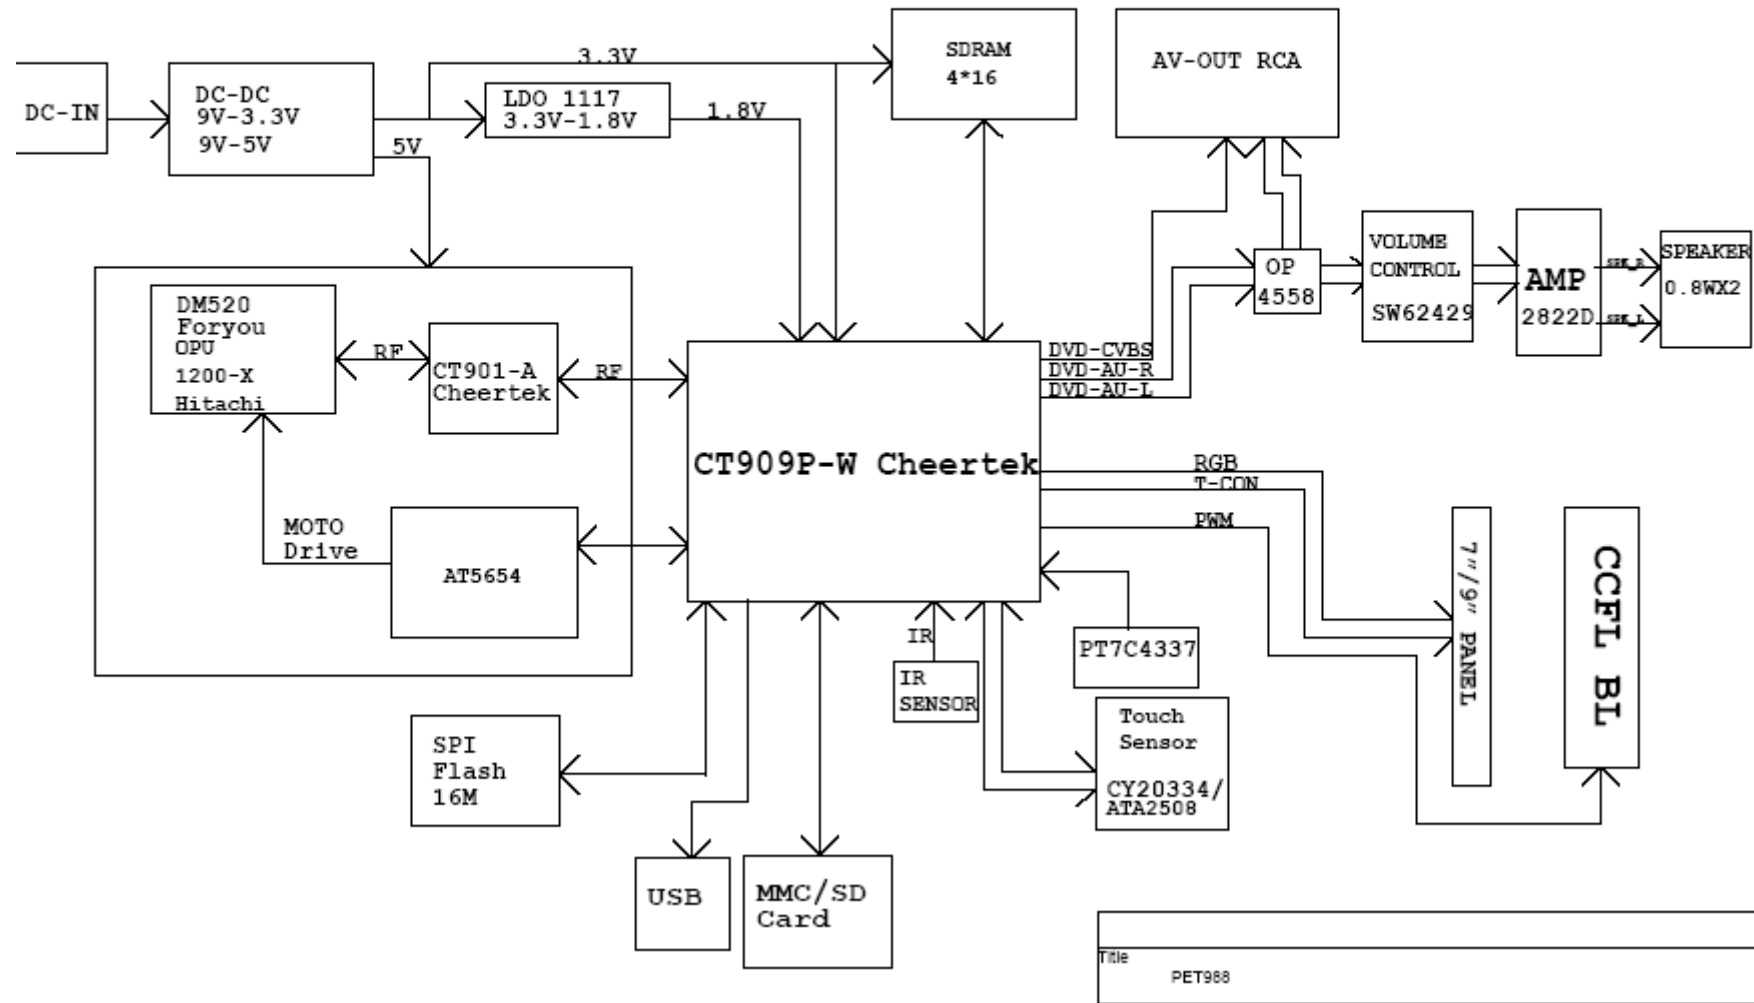 DC-IN
DC-DC
9V-3.3V
9V-5V
3.3V
LDO 1117
3.3V-1.8V
1.8V
5V
SDRAM
4*16
AV-OUT RCA
DM520
Foryou
OPU
1200-X
Hitachi
RF
CT901-A
Cheertek
RF
MOTO
Drive
AT5654
CT909P-W Cheertek
DVD-CVBS
DVD-AU-R
DVD-AU-L
OP
4558
VOLUME
CONTROL
SW62429
AMP
2822D
SPK_R
SPK_L
SPEAKER
0.8WX2
RGB
T-CON
PWM
7"/9" PANEL
CCFL BL
PT7C4337
IR
IR
SENSOR
Touch
Sensor
CY20334/
ATA2508
SPI
Flash
16M
USB
MMC/SD
Card
Title
PET988